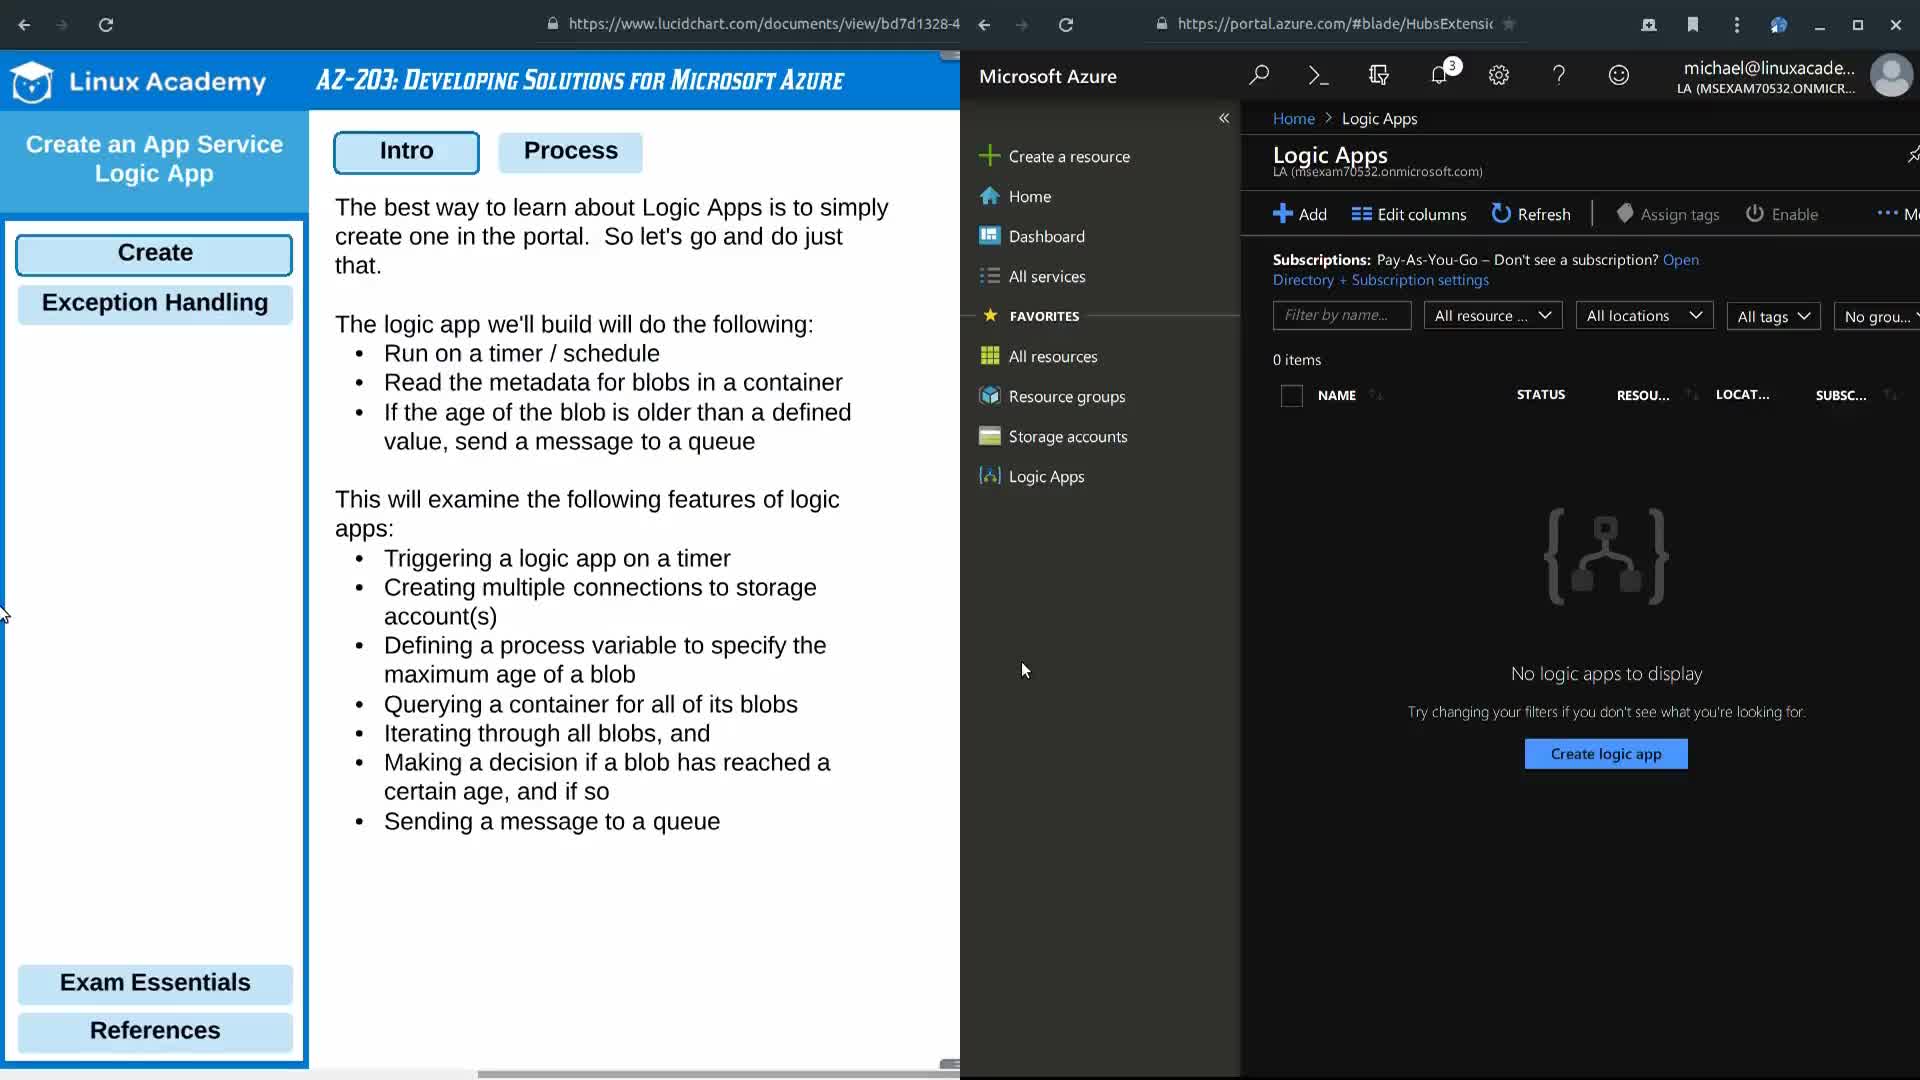 https://www.lucidchart.com/documents/view/bd7d1328-4
Linux Academy
AZ-203: Developing Solutions for Microsoft Azure
Create an App Service
Logic App
Create
Exception Handling
Exam Essentials
References
Intro
Process
The best way to learn about Logic Apps is to simply
create one in the portal.  So let's go and do just
that.
The logic app we'll build will do the following:
• Run on a timer / schedule
• Read the metadata for blobs in a container
• If the age of the blob is older than a defined
value, send a message to a queue
This will examine the following features of logic
apps:
• Triggering a logic app on a timer
• Creating multiple connections to storage
account(s)
• Defining a process variable to specify the
maximum age of a blob
• Querying a container for all of its blobs
• Iterating through all blobs, and
• Making a decision if a blob has reached a
certain age, and if so
• Sending a message to a queue
https://portal.azure.com/#blade/HubsExtensic
Microsoft Azure
3
michael@linuxacade...
LA (MSEXAM70532.ONMICR...
Create a resource
Home
Dashboard
All services
FAVORITES
All resources
Resource groups
Storage accounts
Logic Apps
Home > Logic Apps
Logic Apps
LA (msexam70532.onmicrosoft.com)
Add
Edit columns
Refresh
Assign tags
Enable
Subscriptions: Pay-As-You-Go – Don't see a subscription? Open
Directory + Subscription settings
Filter by name...
All resource ...
All locations
All tags
No grou...
0 items
NAME
STATUS
RESOU...
LOCAT...
SUBSC...
No logic apps to display
Try changing your filters if you don't see what you're looking for.
Create logic app